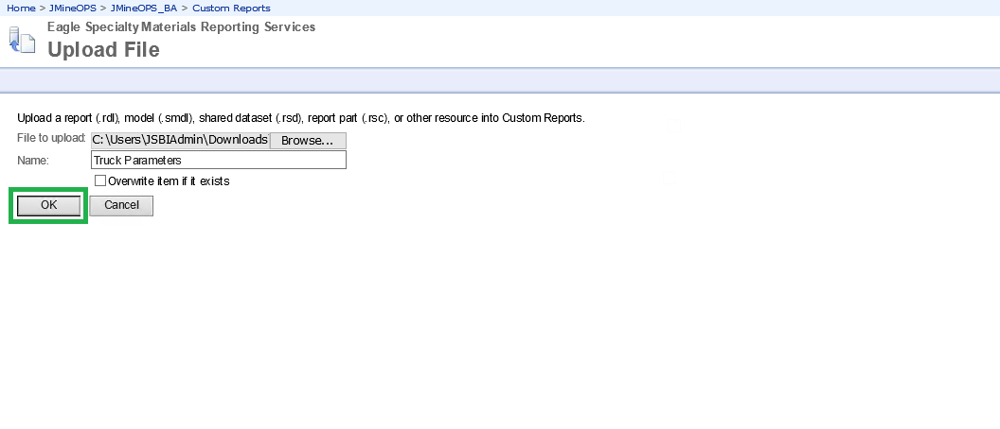 Home > JMineOPS > JMineOPS_BA > Custom Reports
Eagle Specialty Materials Reporting Services
Upload File
Upload a report (.rdl), model (.smdl), shared dataset (.rsd), report part (.rsc), or other resource into Custom Reports.
File to upload: C:\Users\JSBIAdmin\Downloads Browse...
Name: Truck Parameters
Overwrite item if it exists
OK Cancel